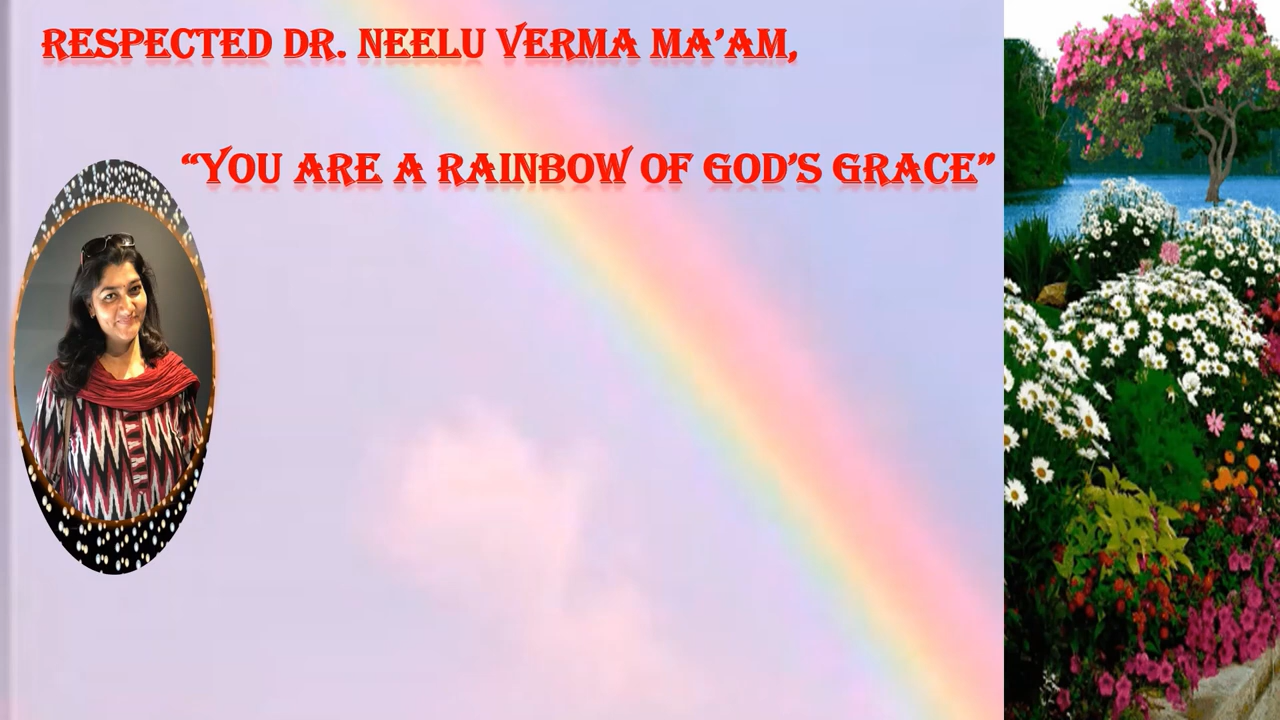 RESPECTED DR. NEELU VERMA MA’AM,
“YOU ARE A RAINBOW OF GOD’S GRACE”